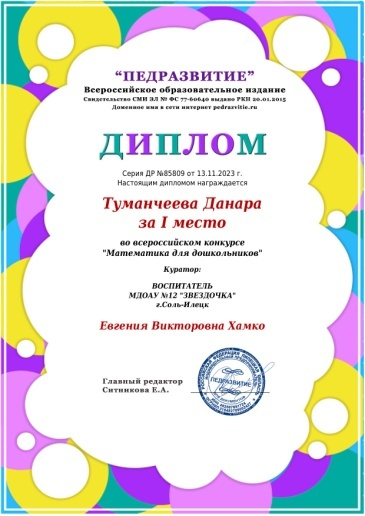 “ПЕДРАЗВИТИЕ”
Всероссийское образовательное издание
Свидетельство СМИ ЭЛ № ФС 77-60640 выдано РКН 20.01.2015
Доменное имя в сети интернет pedrazvitie.ru
ДИПЛОМ
Серия ДР №85809 от 13.11.2023 г.
Настоящим дипломом награждается
Туманчеева Данара
за I место
во всероссийском конкурсе
"Математика для дошкольников"
Куратор:
ВОСПИТАТЕЛЬ
МДОАУ №12 "ЗВЕЗДОЧКА"
г.Соль-Илецк
Евгения Викторовна Хамко
Главный редактор
Ситникова Е.А.
ПЕДРАЗВИТИЕ